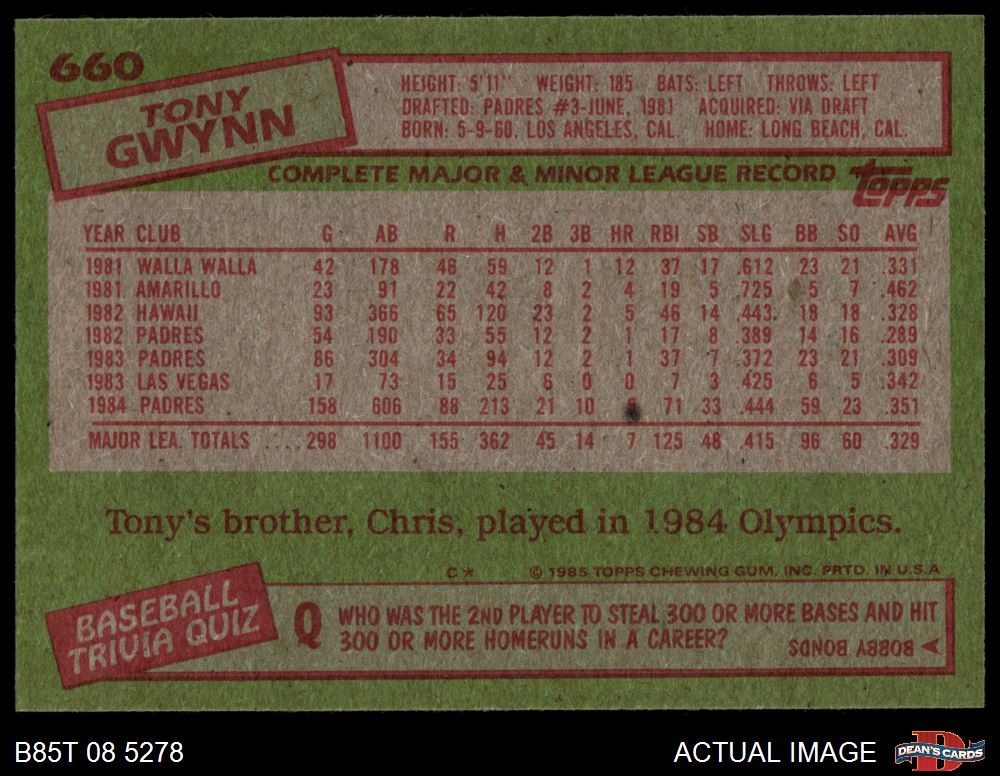 660
TONY
GWYNN
HEIGHT: 5'11" WEIGHT: 185 BATS: LEFT THROWS: LEFT
DRAFTED: PADRES #3-JUNE, 1981 ACQUIRED: VIA DRAFT
BORN: 5-9-60, LOS ANGELES, CAL. HOME: LONG BEACH, CAL.
COMPLETE MAJOR & MINOR LEAGUE RECORD topps
YEAR CLUB G AB R H 2B 3B HR RBI SB SLG BB SO AVG
1981 WALLA WALLA 42 178 46 59 12 1 12 37 17 .612 23 21 .331
1981 AMARILLO 23 91 22 42 8 2 4 19 5 .725 5 7 .462
1982 HAWAII 93 366 65 120 23 2 5 46 14 .443 18 18 .328
1982 PADRES 54 190 33 55 12 2 1 17 8 .389 14 16 .289
1983 PADRES 86 304 34 94 12 2 1 37 7 .372 23 21 .309
1983 LAS VEGAS 17 73 15 25 6 0 0 7 3 .425 6 5 .342
1984 PADRES 158 606 88 213 21 10 5 71 33 .444 59 23 .351
MAJOR LEA. TOTALS .... 298 1100 155 362 45 14 7 125 48 .415 96 60 .329
Tony's brother, Chris, played in 1984 Olympics.
C* © 1985 TOPPS CHEWING GUM, INC. PRTD. IN U.S.A
BASEBALL
TRIVIA QUIZ
Q WHO WAS THE 2ND PLAYER TO STEAL 300 OR MORE BASES AND HIT
300 OR MORE HOMERUNS IN A CAREER?
BOBBY BONDS
B85T 08 5278 ACTUAL IMAGE DEAN'S CARDS